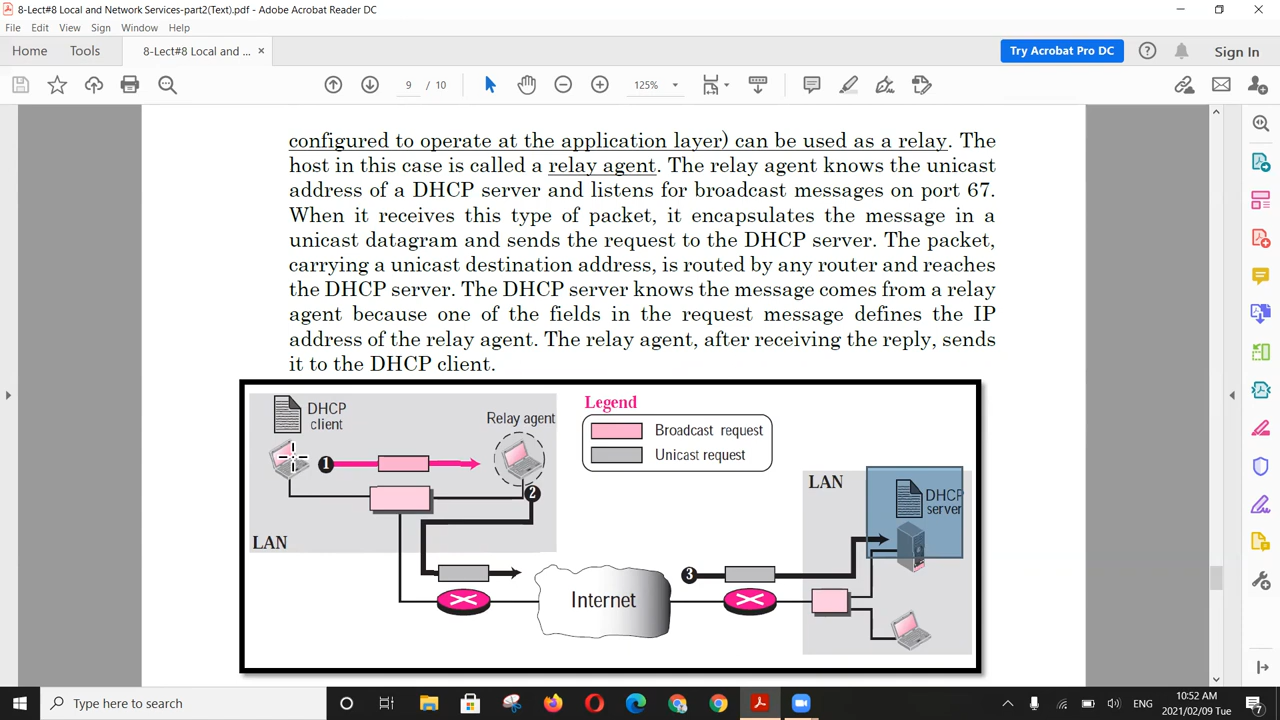 8-Lect#8 Local and Network Services-part2(Text).pdf - Adobe Acrobat Reader DC
File Edit View Sign Window Help
Home Tools 8-Lect#8 Local and ... × Try Acrobat Pro DC Sign In
9 / 10 125%
configured to operate at the application layer) can be used as a relay. The
host in this case is called a relay agent. The relay agent knows the unicast
address of a DHCP server and listens for broadcast messages on port 67.
When it receives this type of packet, it encapsulates the message in a
unicast datagram and sends the request to the DHCP server. The packet,
carrying a unicast destination address, is routed by any router and reaches
the DHCP server. The DHCP server knows the message comes from a relay
agent because one of the fields in the request message defines the IP
address of the relay agent. The relay agent, after receiving the reply, sends
it to the DHCP client.
DHCP
client
Relay agent
1
2
LAN
Legend
Broadcast request
Unicast request
LAN
DHCP
server
3
Internet
Type here to search
ENG
10:52 AM
2021/02/09 Tue
7